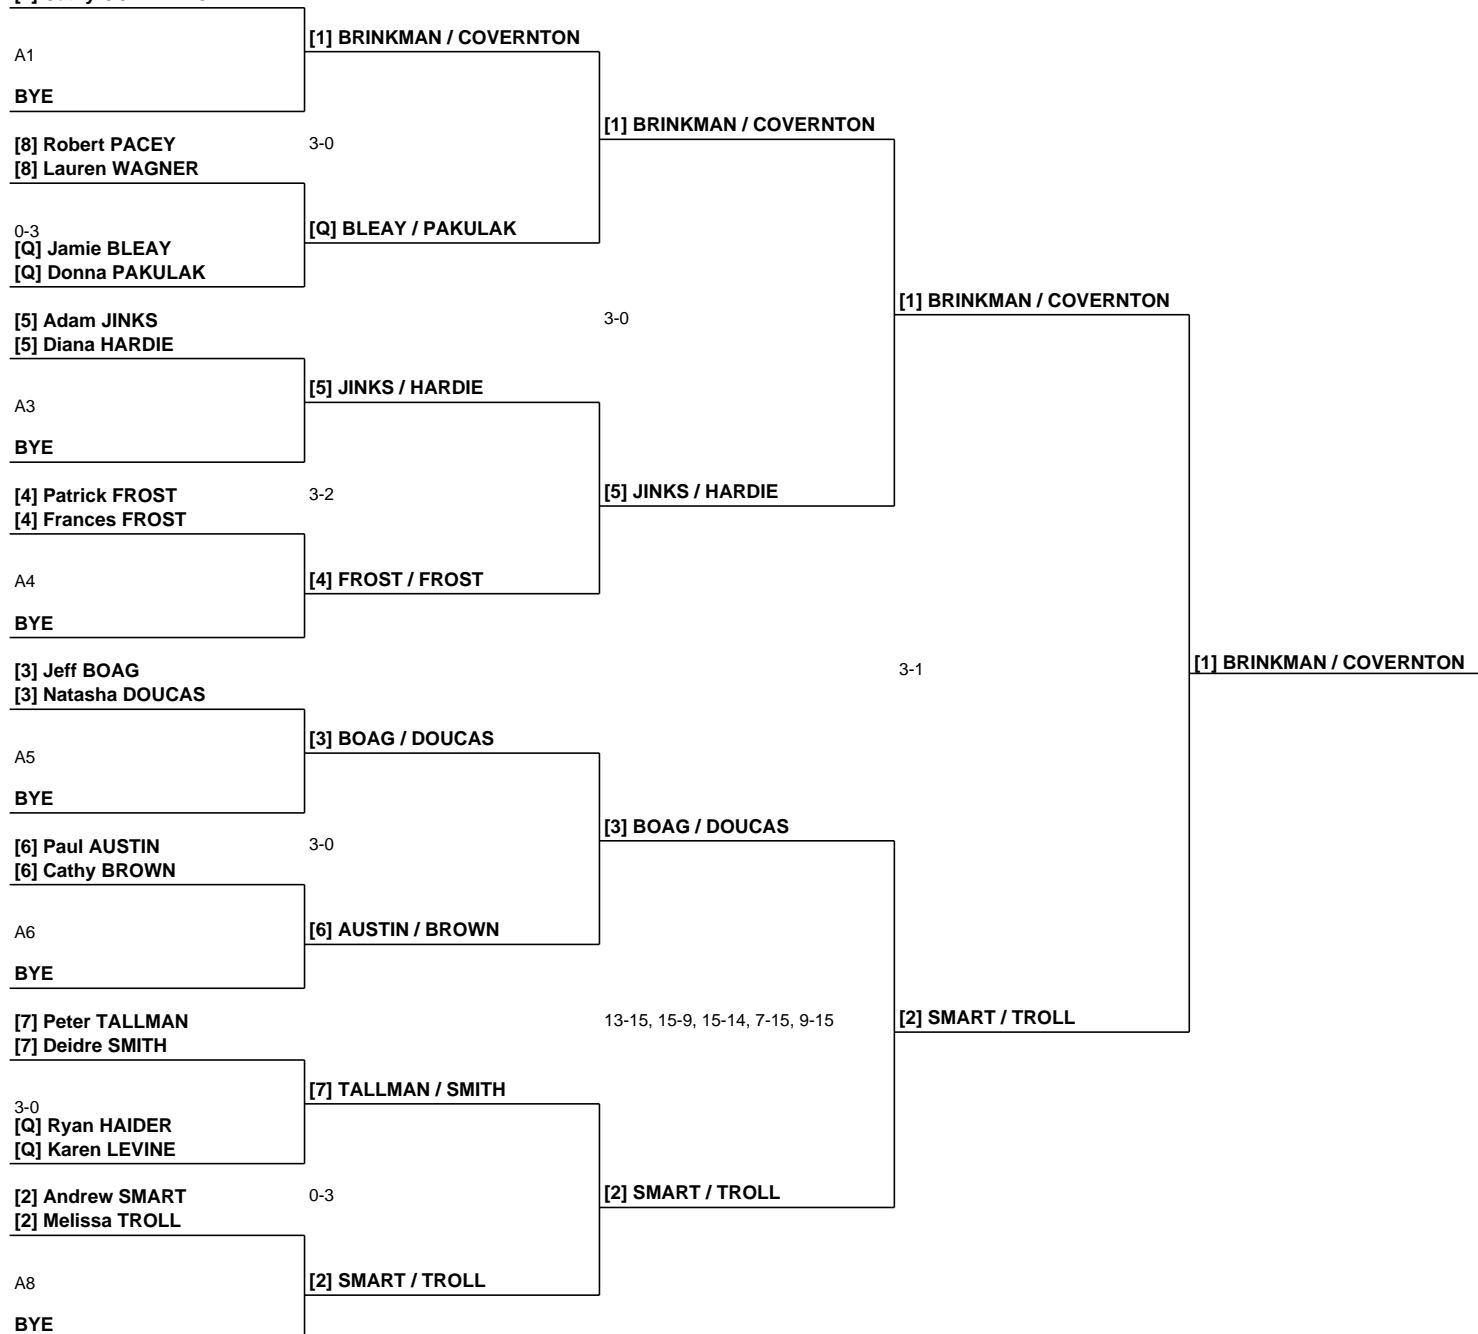 [1] BRINKMAN / COVERNTON
A1
BYE
[1] BRINKMAN / COVERNTON
[8] Robert PACEY
3-0
[8] Lauren WAGNER
0-3
[Q] BLEAY / PAKULAK
[Q] Jamie BLEAY
[Q] Donna PAKULAK
[1] BRINKMAN / COVERNTON
[5] Adam JINKS
3-0
[5] Diana HARDIE
[5] JINKS / HARDIE
A3
BYE
[4] Patrick FROST
3-2
[5] JINKS / HARDIE
[4] Frances FROST
A4
[4] FROST / FROST
BYE
[3] Jeff BOAG
3-1
[1] BRINKMAN / COVERNTON
[3] Natasha DOUCAS
[3] BOAG / DOUCAS
A5
BYE
[3] BOAG / DOUCAS
[6] Paul AUSTIN
3-0
[6] Cathy BROWN
A6
[6] AUSTIN / BROWN
BYE
[7] Peter TALLMAN
13-15, 15-9, 15-14, 7-15, 9-15
[2] SMART / TROLL
[7] Deidre SMITH
[7] TALLMAN / SMITH
3-0
[Q] Ryan HAIDER
[Q] Karen LEVINE
[2] Andrew SMART
0-3
[2] SMART / TROLL
[2] Melissa TROLL
A8
[2] SMART / TROLL
BYE